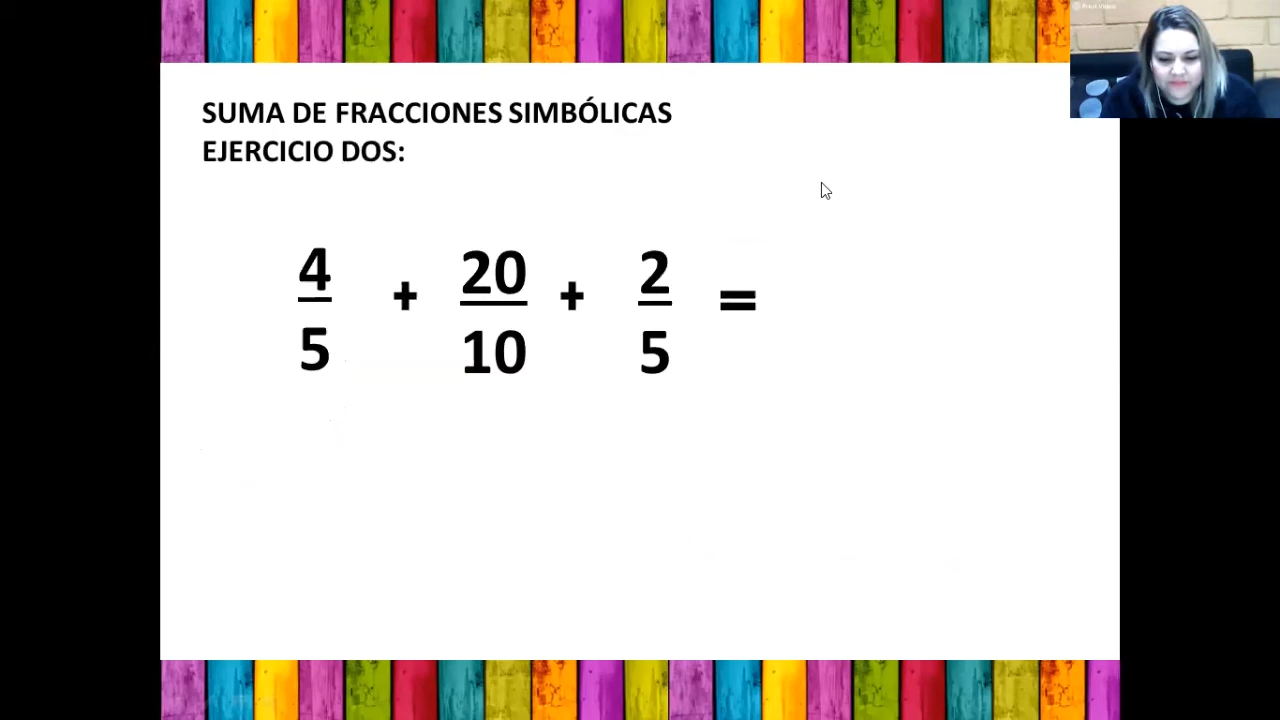 SUMA DE FRACCIONES SIMBÓLICAS
EJERCICIO DOS:
4 + 20 + 2 =
5 10 5